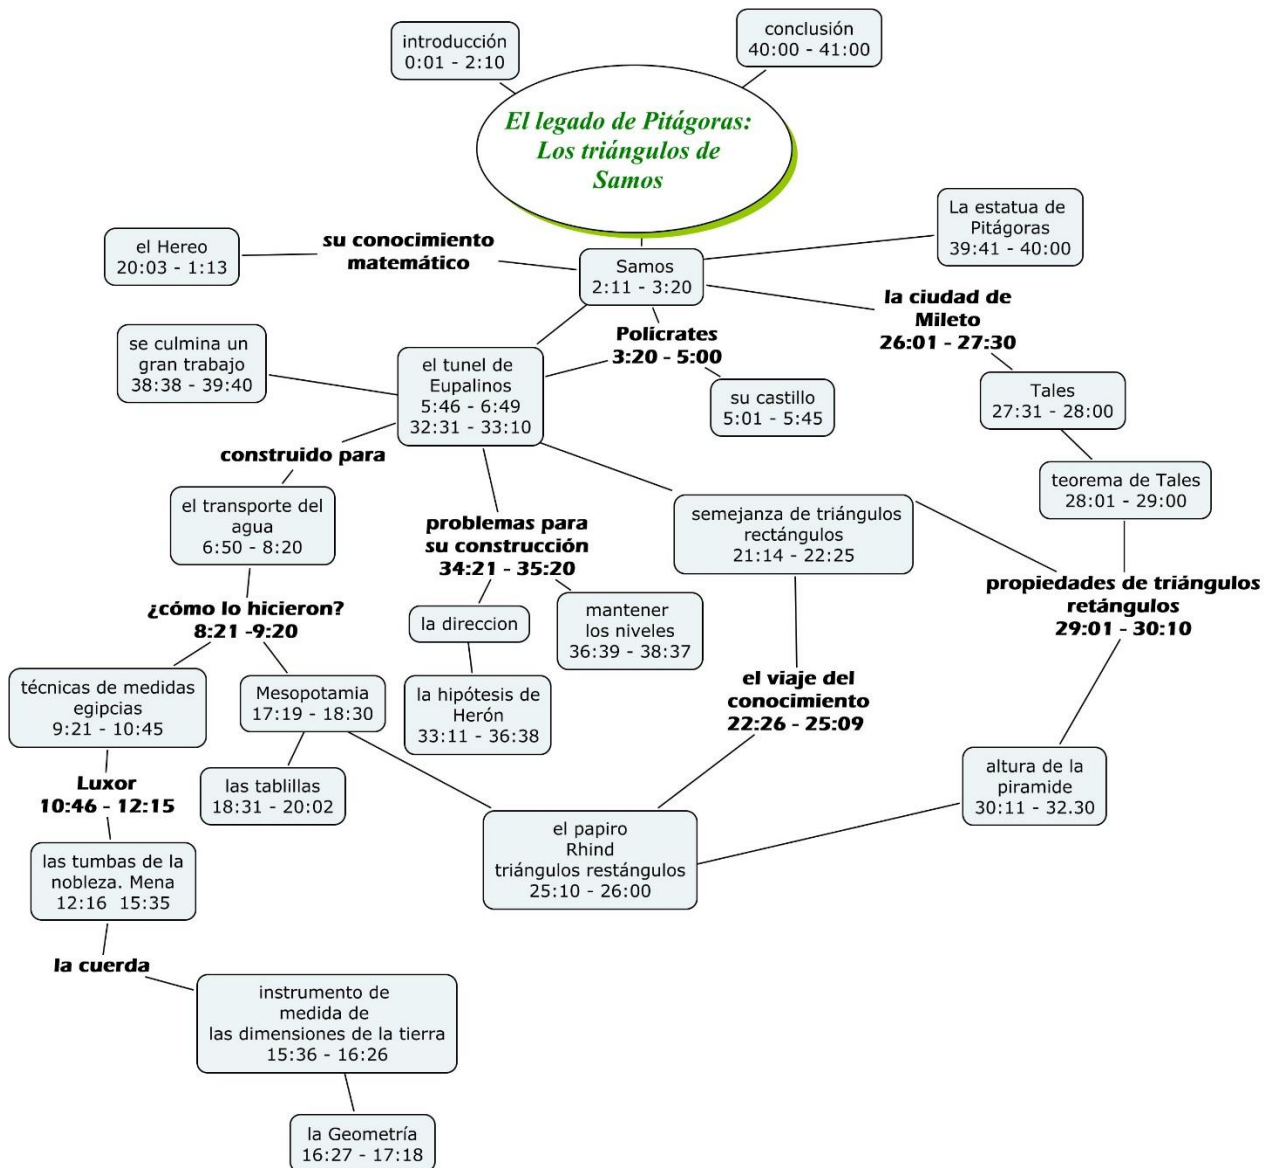 introducción
0:01 - 2:10
conclusión
40:00 - 41:00
El legado de Pitágoras:
Los triángulos de
Samos
el Hereo
20:03 - 1:13
su conocimiento
matemático
Samos
2:11 - 3:20
La estatua de
Pitágoras
39:41 - 40:00
la ciudad de
Mileto
26:01 - 27:30
Polícrates
3:20 - 5:00
se culmina un
gran trabajo
38:38 - 39:40
el tunel de
Eupalinos
5:46 - 6:49
32:31 - 33:10
su castillo
5:01 - 5:45
Tales
27:31 - 28:00
construido para
teorema de Tales
28:01 - 29:00
el transporte del
agua
6:50 - 8:20
problemas para
su construcción
34:21 - 35:20
semejanza de triángulos
rectángulos
21:14 - 22:25
propiedades de triángulos
retángulos
29:01 - 30:10
¿cómo lo hicieron?
8:21 -9:20
la direccion
mantener
los niveles
36:39 - 38:37
técnicas de medidas
egipcias
9:21 - 10:45
Mesopotamia
17:19 - 18:30
la hipótesis de
Herón
33:11 - 36:38
el viaje del
conocimiento
22:26 - 25:09
Luxor
10:46 - 12:15
las tablillas
18:31 - 20:02
altura de la
piramide
30:11 - 32.30
el papiro
Rhind
triángulos restángulos
25:10 - 26:00
las tumbas de la
nobleza. Mena
12:16 15:35
la cuerda
instrumento de
medida de
las dimensiones de la tierra
15:36 - 16:26
la Geometría
16:27 - 17:18